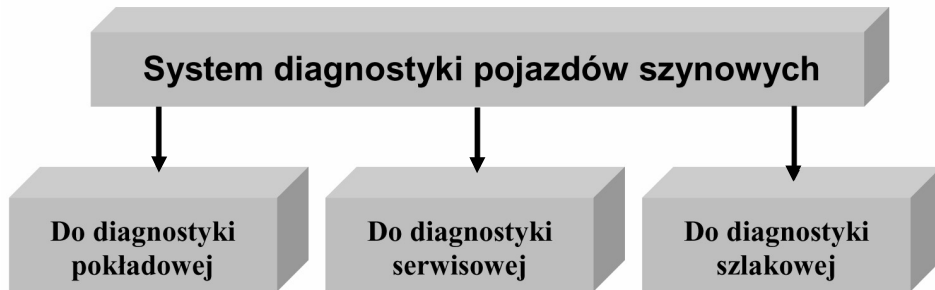 System diagnostyki pojazdów szynowych
Do diagnostyki
pokładowej
Do diagnostyki
serwisowej
Do diagnostyki
szlakowej